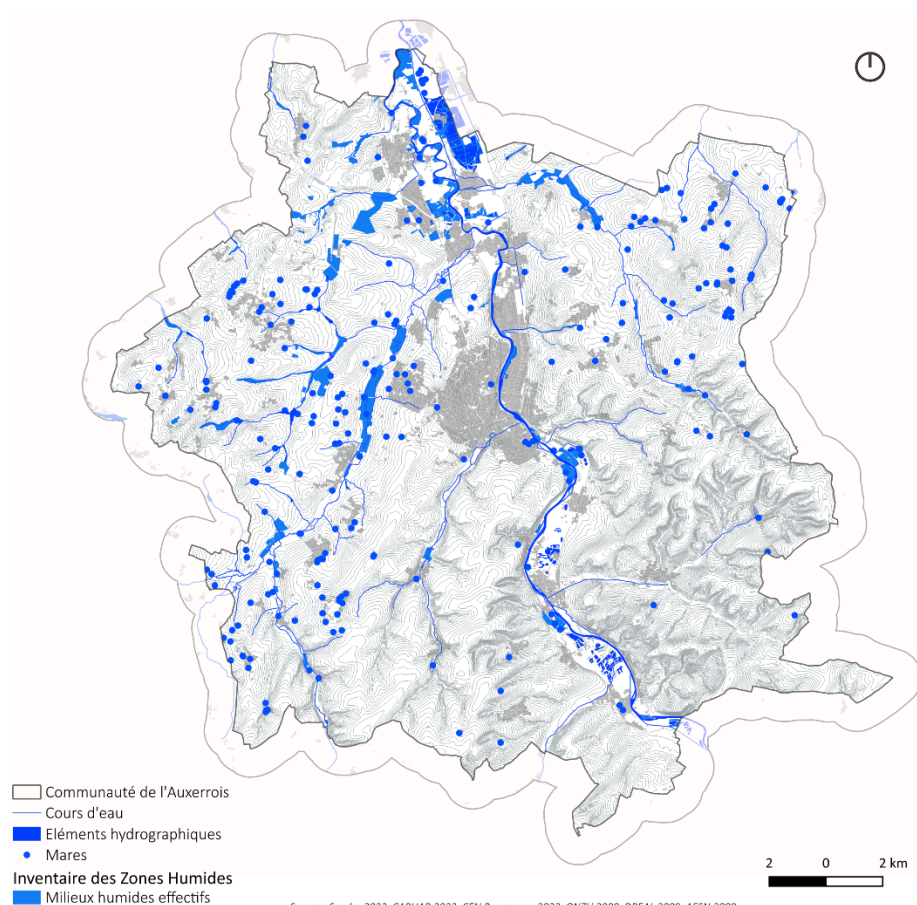 Communauté de l'Auxerrois
Cours d'eau
Eléments hydrographiques
Mares
Inventaire des Zones Humides
Milieux humides effectifs
2 0 2 km